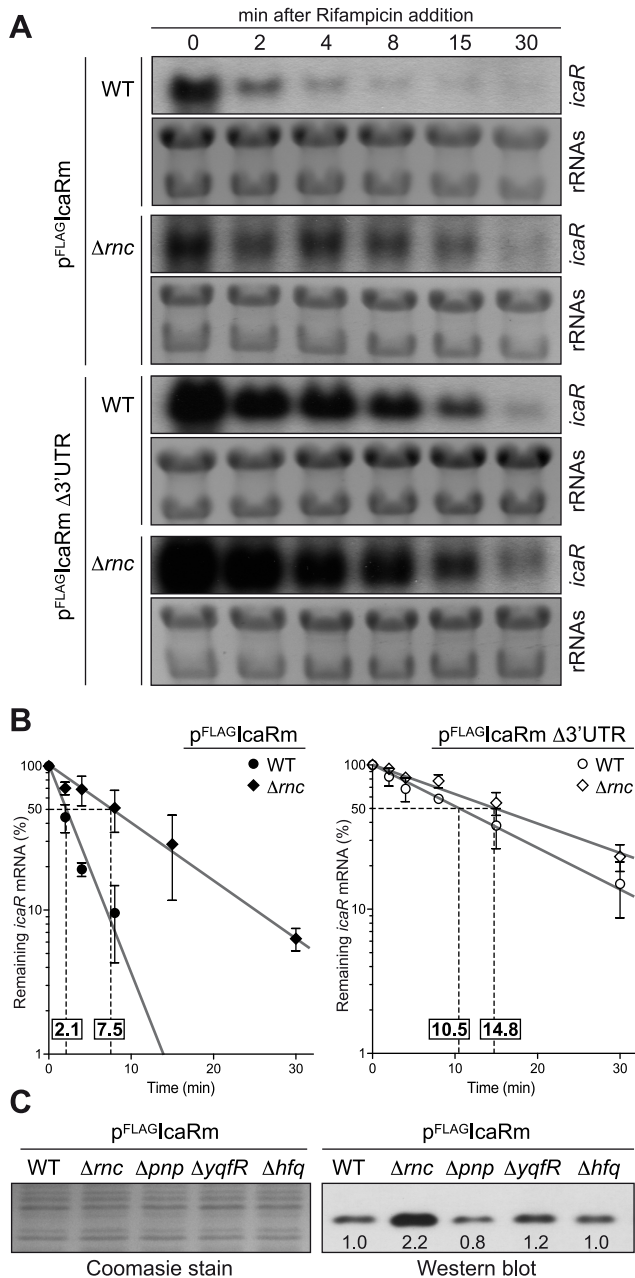 A
min after Rifampicin addition
0 2 4 8 15 30
pFLAGIcaRm
WT
icaR
rRNAs
Δrnc
icaR
rRNAs
pFLAGIcaRm Δ3'UTR
WT
icaR
rRNAs
Δrnc
icaR
rRNAs
B
pFLAGIcaRm
WT
Δrnc
Remaining icaR mRNA (%)
100
50
10
1
2.1 7.5
0 10 20 30
Time (min)
pFLAGIcaRm Δ3'UTR
WT
Δrnc
Remaining icaR mRNA (%)
100
50
10
1
10.5 14.8
0 10 20 30
Time (min)
C
pFLAGIcaRm
WT Δrnc Δpnp ΔyqfR Δhfq
Coomasie stain
pFLAGIcaRm
WT Δrnc Δpnp ΔyqfR Δhfq
1.0 2.2 0.8 1.2 1.0
Western blot